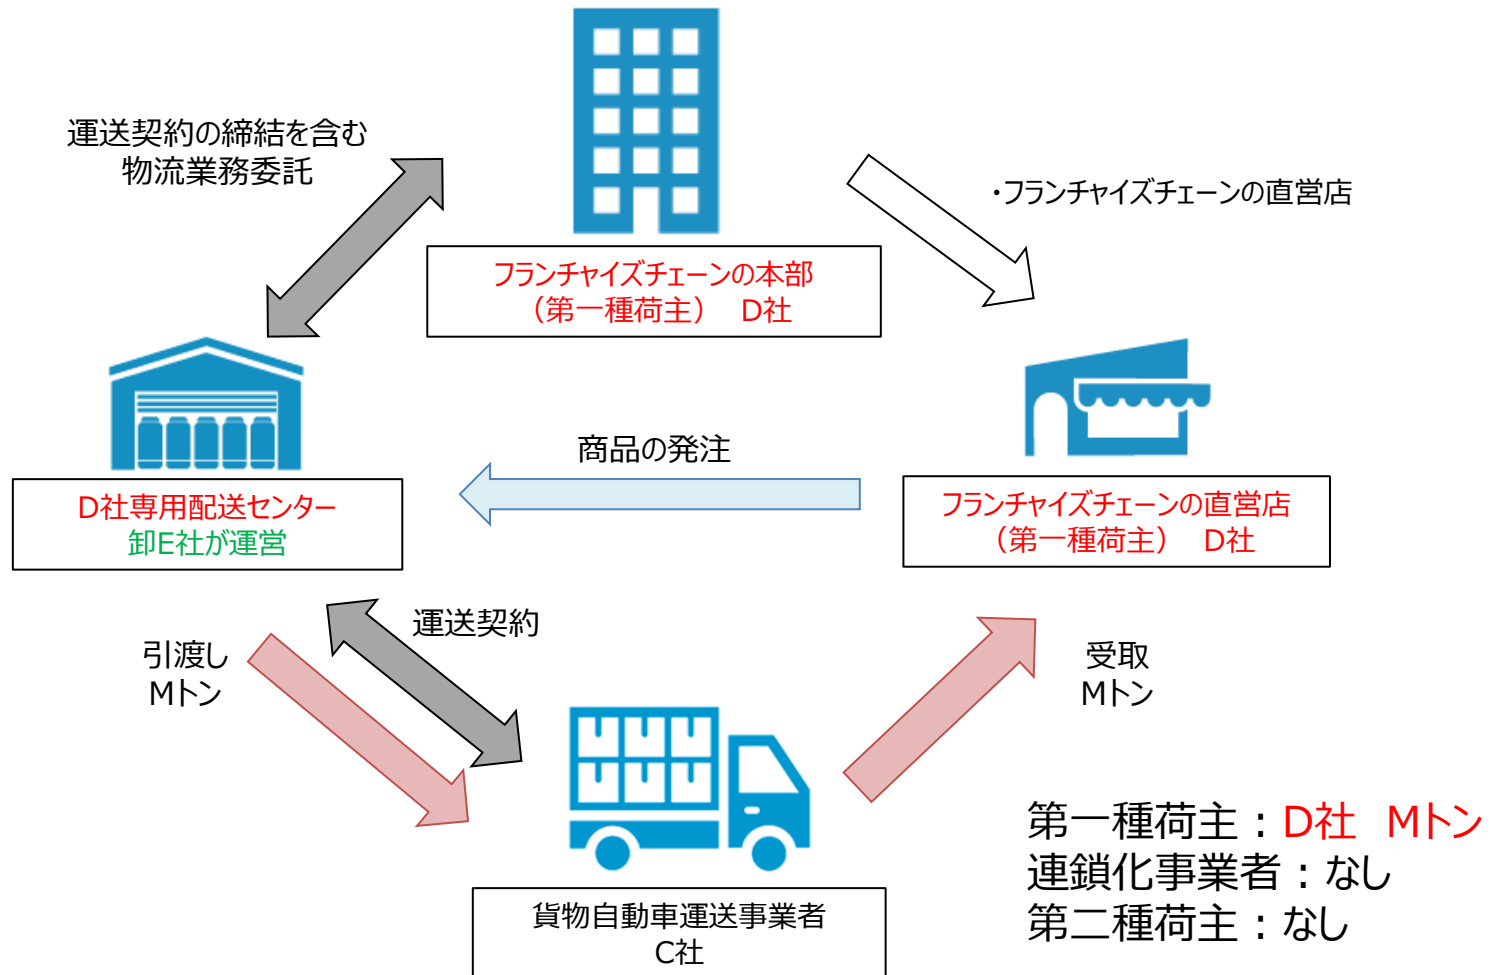 運送契約の締結を含む
物流業務委託
・フランチャイズチェーンの直営店
フランチャイズチェーンの本部
（第一種荷主）　D社
商品の発注
D社専用配送センター
卸E社が運営
フランチャイズチェーンの直営店
（第一種荷主）　D社
運送契約
引渡し
Mトン
受取
Mトン
貨物自動車運送事業者
C社
第一種荷主：D社　Mトン
連鎖化事業者：なし
第二種荷主：なし